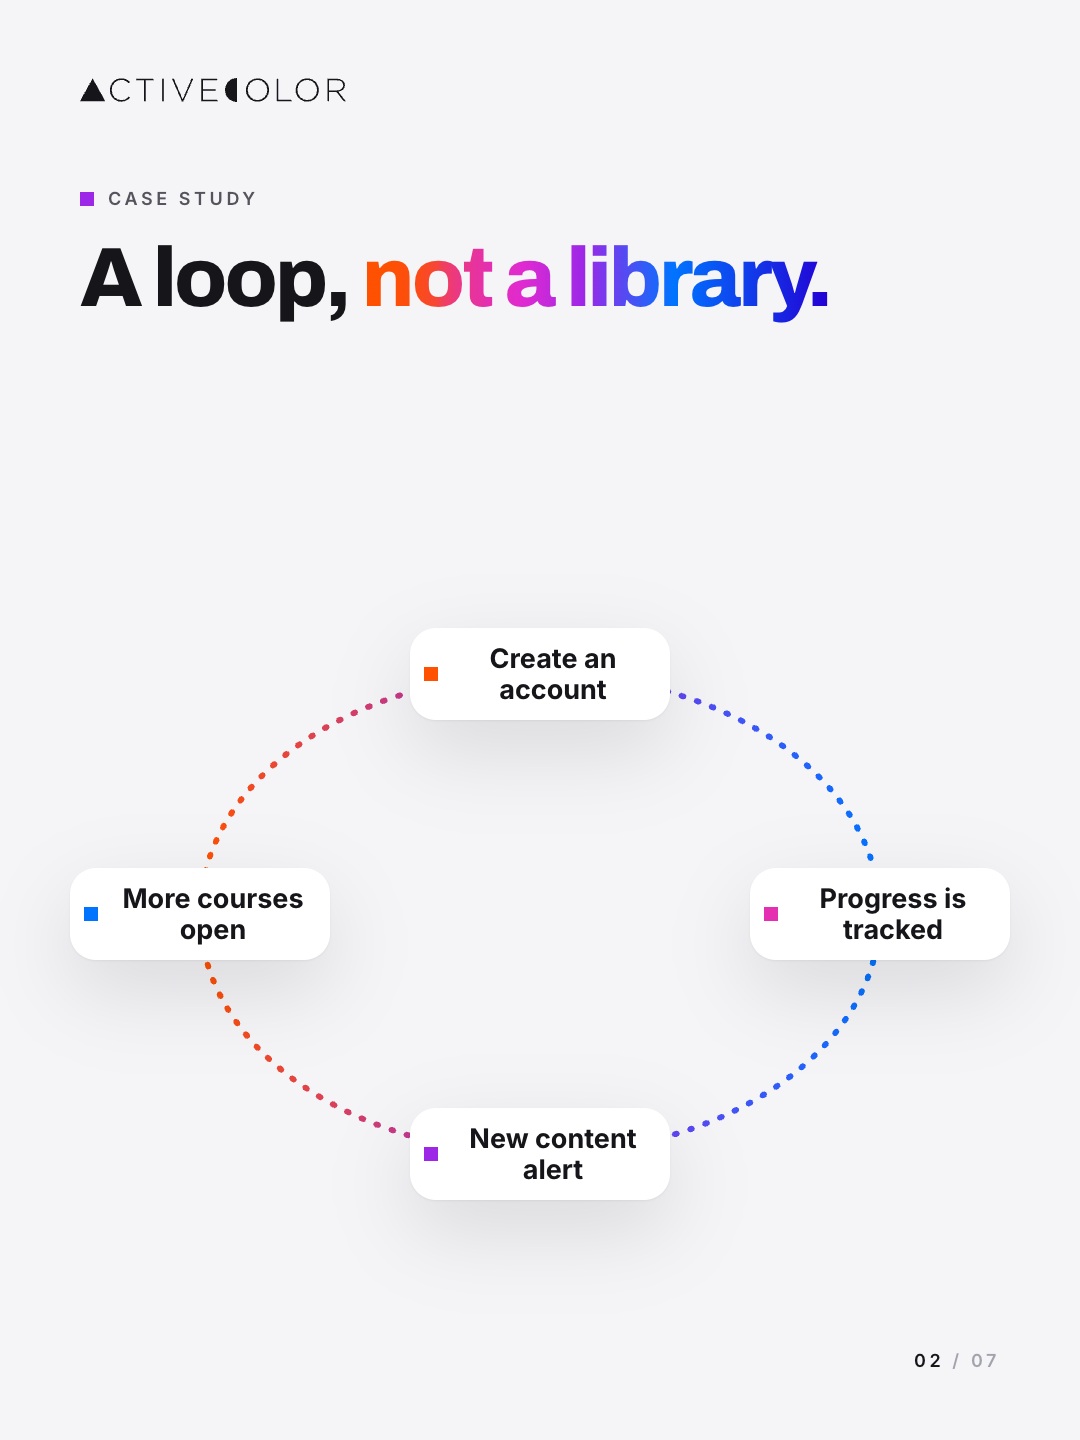 ACTIVECOLOR
CASE STUDY
A loop, not a library.
Create an
account
More courses
open
Progress is
tracked
New content
alert
02 / 07